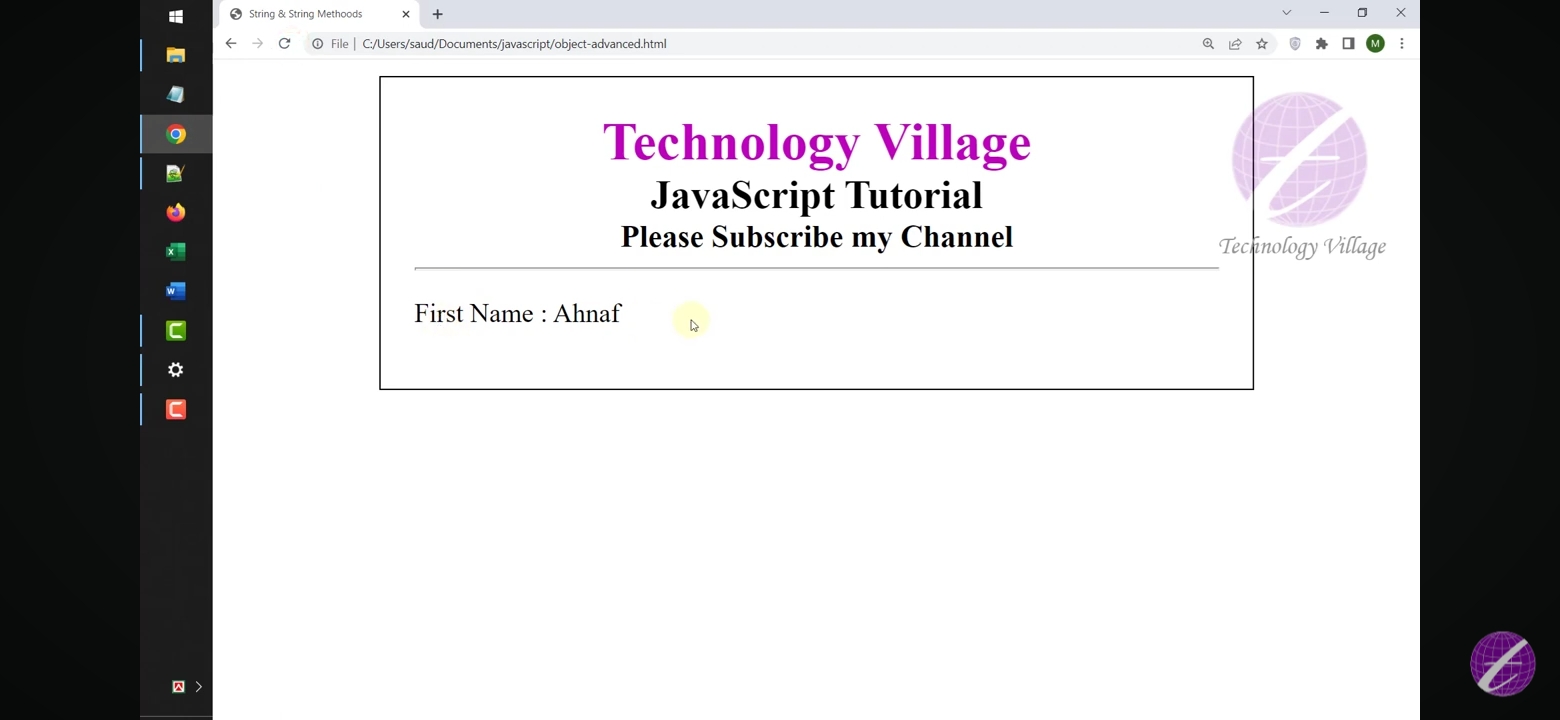 String & String Methoods
File
C:/Users/saud/Documents/javascript/object-advanced.html
M
Technology Village
JavaScript Tutorial
Please Subscribe my Channel
Technology Village
First Name : Ahnaf